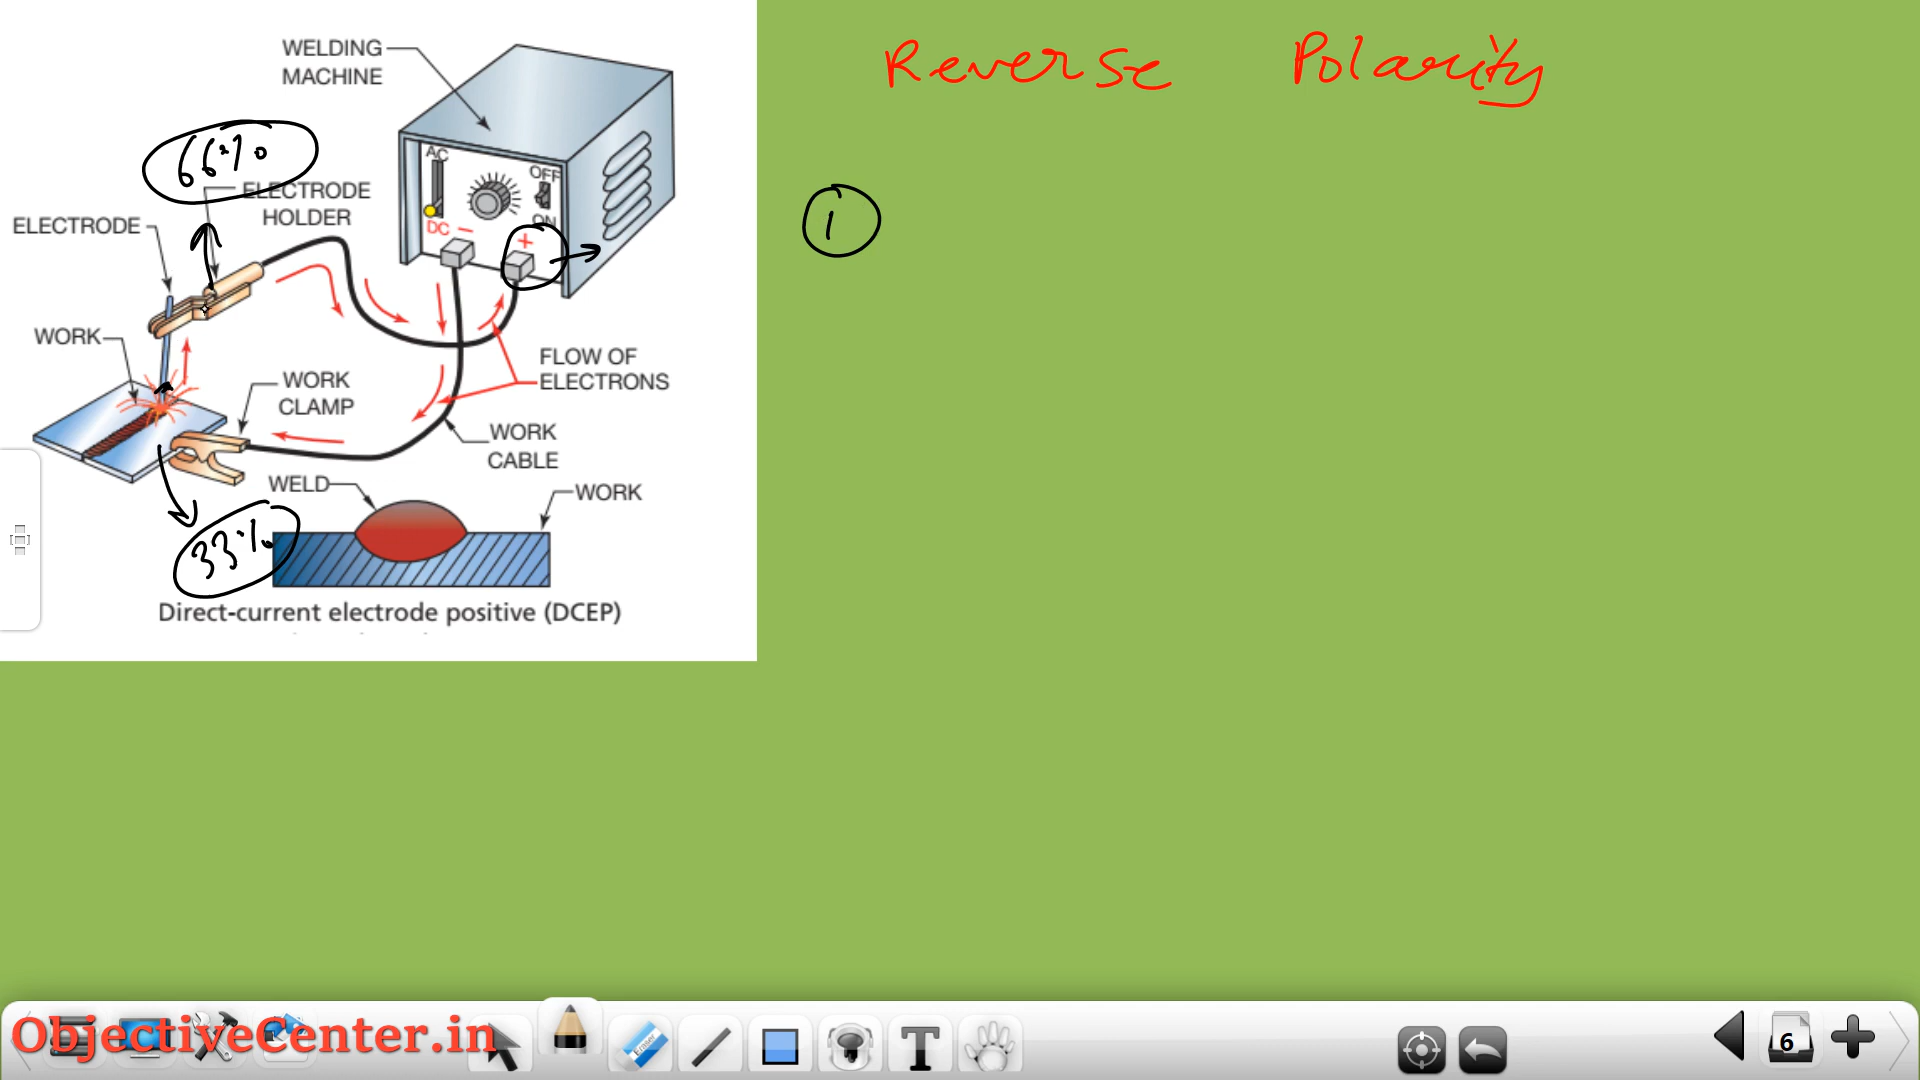 Reverse Polarity
WELDING
MACHINE
66%
AC
OFF
ELECTRODE
HOLDER
ELECTRODE
ON
DC - +
1
WORK
FLOW OF
ELECTRONS
WORK
CLAMP
WORK
CABLE
WELD
WORK
33%
Direct-current electrode positive (DCEP)
ObjectiveCenter.in
Eraser
T
6